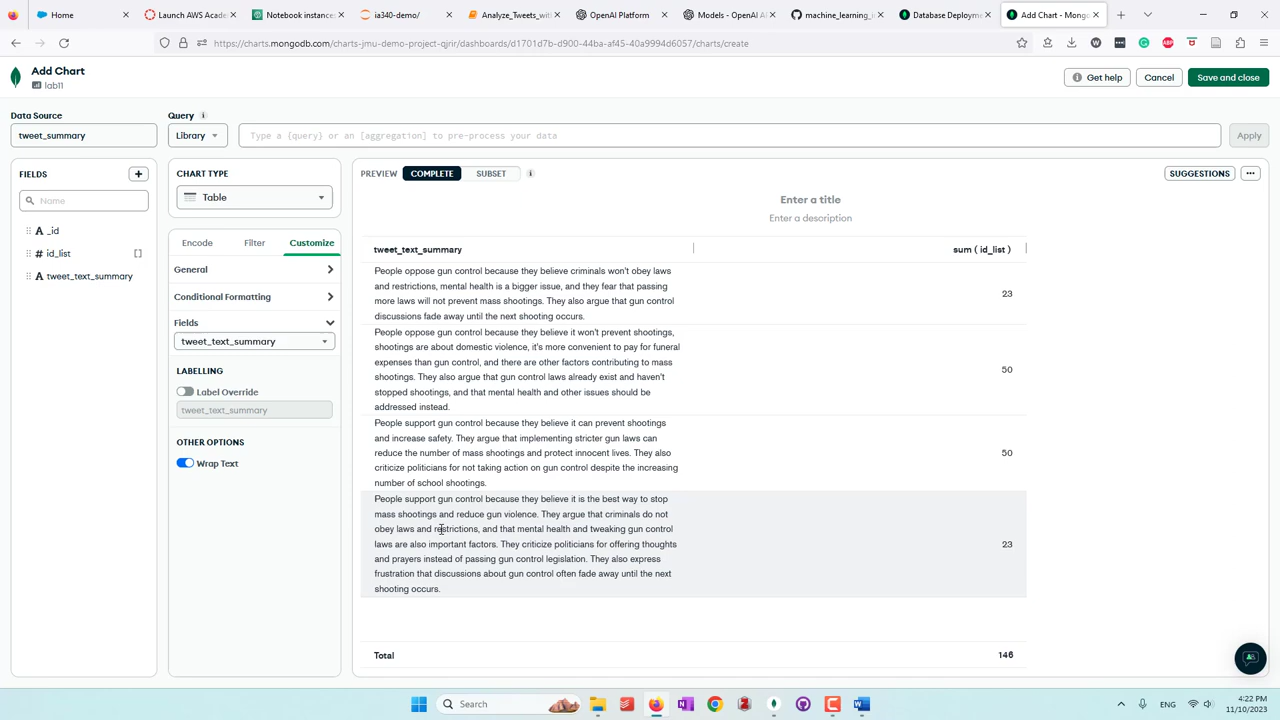 Home
Launch AWS Acade
Notebook instance
ia340-demo/
Analyze_Tweets_wit
OpenAI Platform
Models - OpenAI A
machine_learning_
Database Deployme
Add Chart - Mongo
https://charts.mongodb.com/charts-jmu-demo-project-qjrir/dashboards/d1701d7b-d900-44ba-af45-40a9994d6057/charts/create
Add Chart
lab11
Get help
Cancel
Save and close
Data Source
Query
tweet_summary
Library
Type a {query} or an [aggregation] to pre-process your data
Apply
FIELDS
Name
_id
id_list
tweet_text_summary
CHART TYPE
Table
Encode
Filter
Customize
General
Conditional Formatting
Fields
tweet_text_summary
LABELLING
Label Override
tweet_text_summary
OTHER OPTIONS
Wrap Text
PREVIEW
COMPLETE
SUBSET
SUGGESTIONS
Enter a title
Enter a description
tweet_text_summary
sum ( id_list )
People oppose gun control because they believe criminals won't obey laws
and restrictions, mental health is a bigger issue, and they fear that passing
more laws will not prevent mass shootings. They also argue that gun control
discussions fade away until the next shooting occurs.
23
People oppose gun control because they believe it won't prevent shootings,
shootings are about domestic violence, it's more convenient to pay for funeral
expenses than gun control, and there are other factors contributing to mass
shootings. They also argue that gun control laws already exist and haven't
stopped shootings, and that mental health and other issues should be
addressed instead.
50
People support gun control because they believe it can prevent shootings
and increase safety. They argue that implementing stricter gun laws can
reduce the number of mass shootings and protect innocent lives. They also
criticize politicians for not taking action on gun control despite the increasing
number of school shootings.
50
People support gun control because they believe it is the best way to stop
mass shootings and reduce gun violence. They argue that criminals do not
obey laws and restrictions, and that mental health and tweaking gun control
laws are also important factors. They criticize politicians for offering thoughts
and prayers instead of passing gun control legislation. They also express
frustration that discussions about gun control often fade away until the next
shooting occurs.
23
Total
146
Search
ENG
4:22 PM
11/10/2023